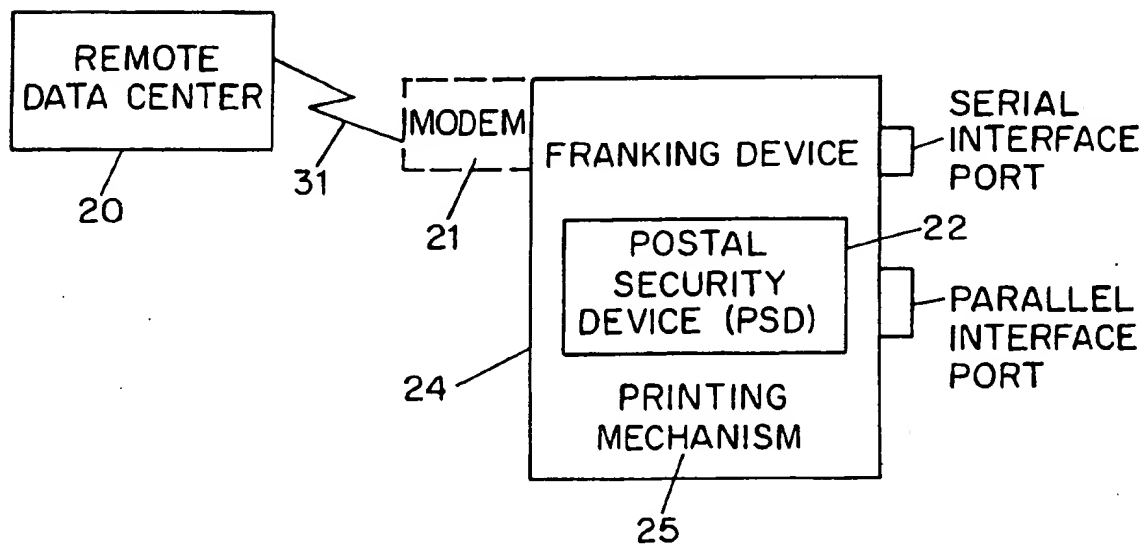 REMOTE
DATA CENTER
20
31
MODEM
21
FRANKING DEVICE
POSTAL
SECURITY
DEVICE (PSD)
22
24
PRINTING
MECHANISM
25
SERIAL
INTERFACE
PORT
PARALLEL
INTERFACE
PORT